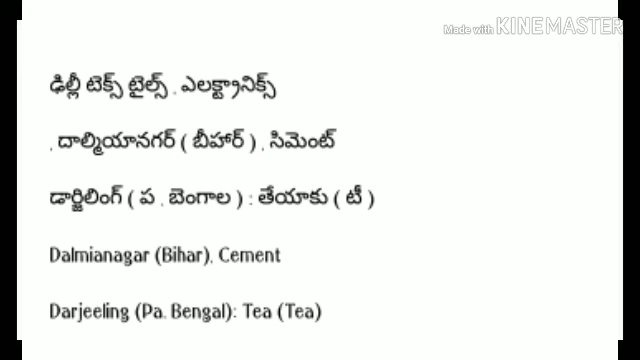 Made with KINEMASTER
ఢిల్లీ టెక్స్ టైల్స్ . ఎలక్ట్రానిక్స్
. దాల్మియానగర్ ( బీహార్ ) . సిమెంట్
డార్జిలింగ్ ( ప . బెంగాల ) : తేయాకు ( టీ )
Dalmianagar (Bihar). Cement
Darjeeling (Pa. Bengal): Tea (Tea)